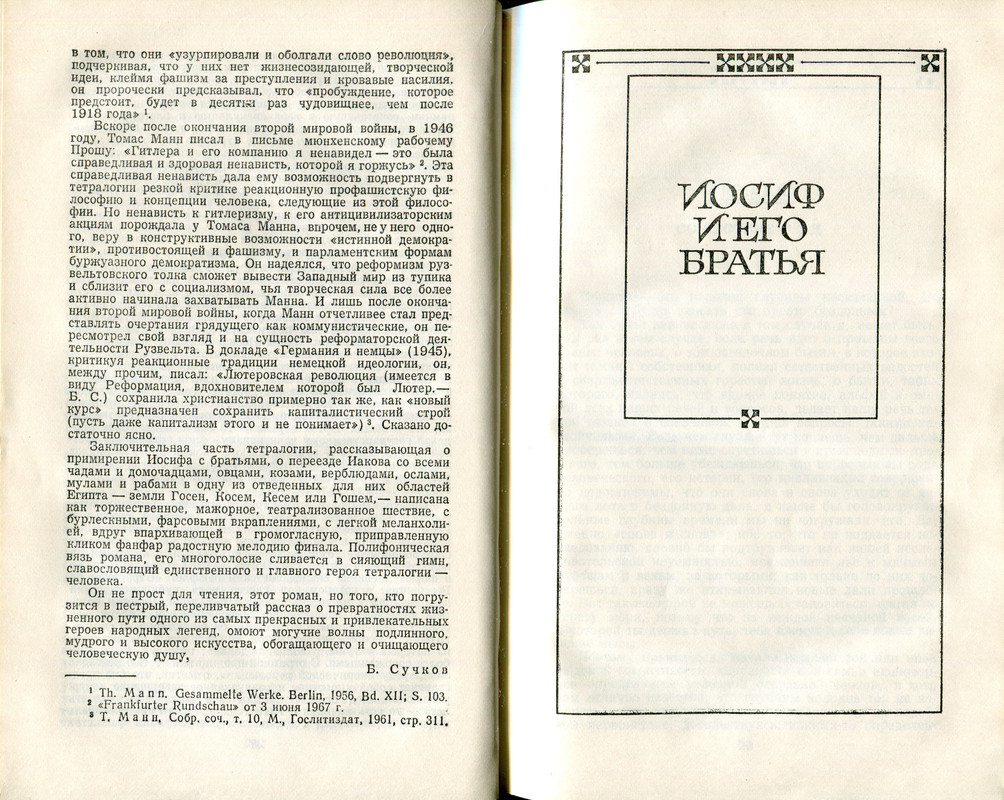 в том, что они «узурпировали и оболгали слово революция»,
подчеркивая, что у них нет жизнесозидающей, творческой
идеи, клеймя фашизм за преступления и кровавые насилия,
он пророчески предсказывал, что «пробуждение, которое
предстоит, будет в десятки раз чудовищнее, чем после
1918 года» ¹.
Вскоре после окончания второй мировой войны, в 1946
году, Томас Манн писал в письме мюнхенскому рабочему
Прошу: «Гитлера и его компанию я ненавидел — это была
справедливая и здоровая ненависть, которой я горжусь» ². Эта
справедливая ненависть дала ему возможность подвергнуть в
тетралогии резкой критике реакционную профашистскую фи-
лософию и концепции человека, следующие из этой филосо-
фии. Но ненависть к гитлеризму, к его антицивилизаторским
акциям порождала у Томаса Манна, впрочем, не у него одно-
го, веру в конструктивные возможности «истинной демокра-
тии», противостоящей и фашизму, и парламентским формам
буржуазного демократизма. Он надеялся, что реформизм руз-
вельтовского толка сможет вывести Западный мир из тупика
и сблизит его с социализмом, чья творческая сила все более
активно начинала захватывать Манна. И лишь после оконча-
ния второй мировой войны, когда Манн отчетливее стал пред-
ставлять очертания грядущего как коммунистические, он пе-
ресмотрел свой взгляд и на сущность реформаторской дея-
тельности Рузвельта. В докладе «Германия и немцы» (1945),
критикуя реакционные традиции немецкой идеологии, он,
между прочим, писал: «Лютеровская революция (имеется в
виду Реформация, вдохновителем которой был Лютер.—
Б. С.) сохранила христианство примерно так же, как «новый
курс» предназначен сохранить капиталистический строй
(пусть даже капитализм этого и не понимает») ³. Сказано до-
статочно ясно.
Заключительная часть тетралогии, рассказывающая о
примирении Иосифа с братьями, о переезде Иакова со всеми
чадами и домочадцами, овцами, козами, верблюдами, ослами,
мулами и рабами в одну из отведенных для них областей
Египта — земли Госен, Косем, Кесем или Гошем,— написана
как торжественное, мажорное, театрализованное шествие, с
бурлескными, фарсовыми вкраплениями, с легкой меланхоли-
ей, вдруг впархивающей в громогласную, приправленную
кликом фанфар радостную мелодию финала. Полифоническая
вязь романа, его многоголосие сливается в сияющий гимн,
славословящий единственного и главного героя тетралогии —
человека.
Он не прост для чтения, этот роман, но того, кто погру-
зится в пестрый, переливчатый рассказ о превратностях жиз-
ненного пути одного из самых прекрасных и привлекательных
героев народных легенд, омоют могучие волны подлинного,
мудрого и высокого искусства, обогащающего и очищающего
человеческую душу,
Б. Сучков
¹ Th. Mann. Gesammelte Werke. Berlin, 1956, Bd. XII; S. 103.
² «Frankfurter Rundschau» от 3 июня 1967 г.
³ Т. Манн, Собр. соч., т. 10, М., Гослитиздат, 1961, стр. 311.
ИОСИФ
И ЕГО
БРАТЬЯ